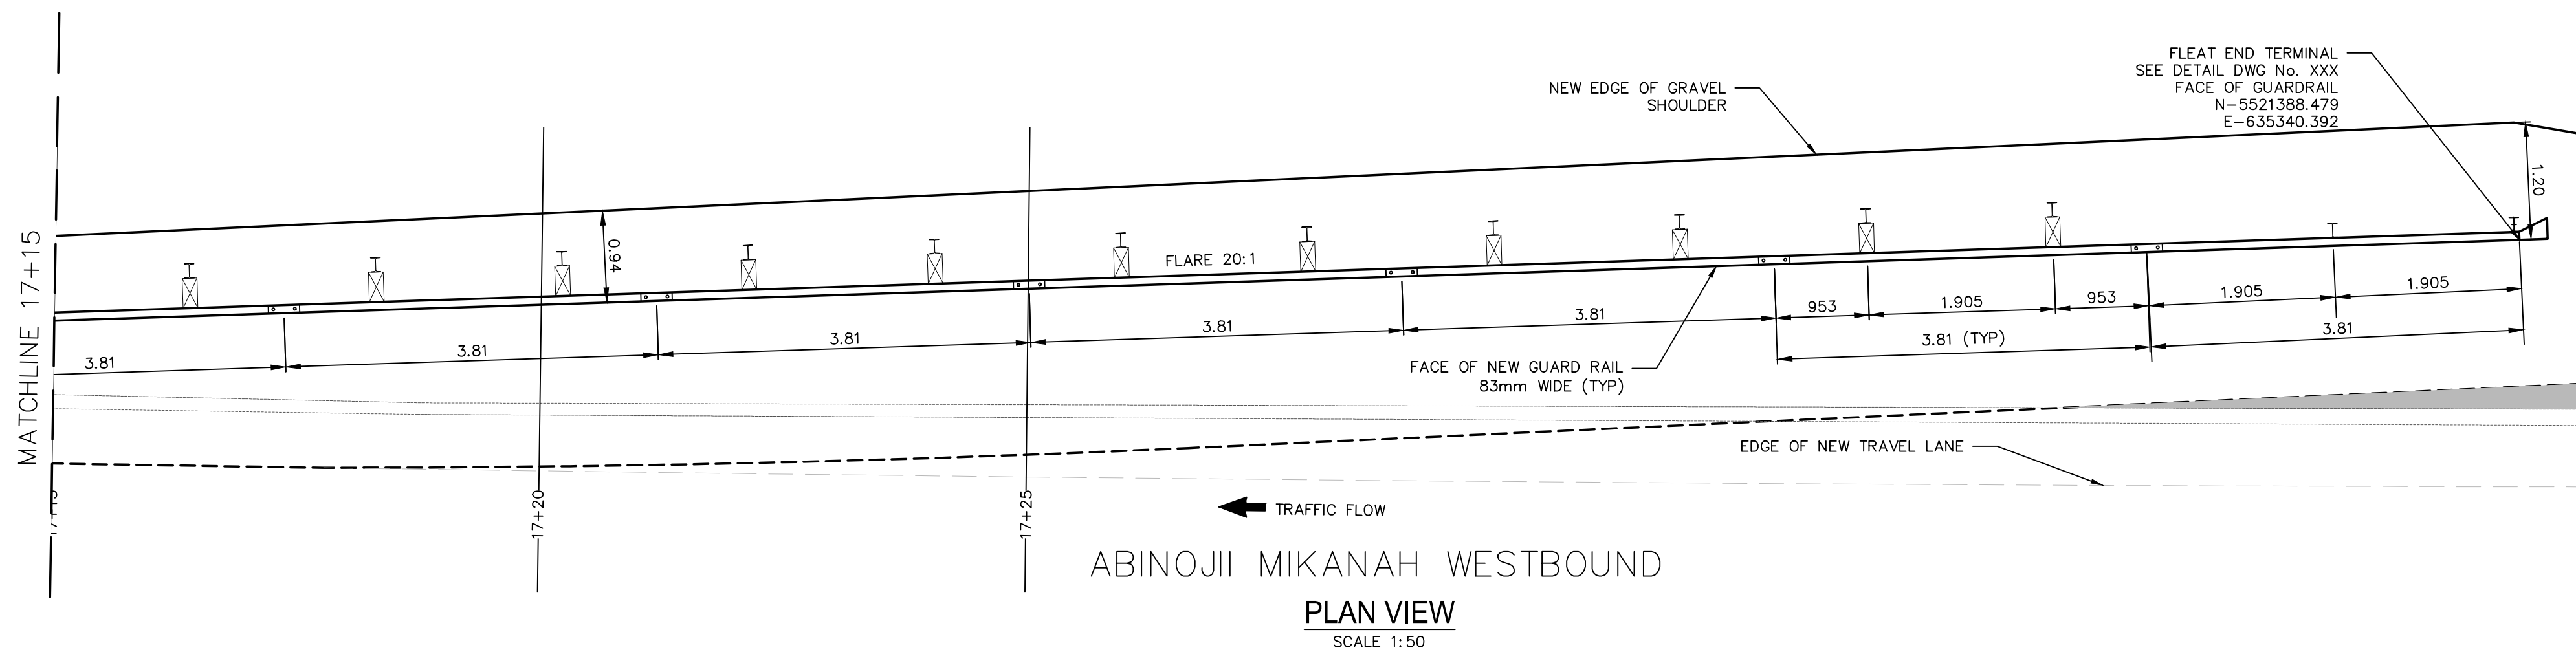 FLEAT END TERMINAL
SEE DETAIL DWG No. XXX
FACE OF GUARDRAIL
N-5521388.479
E-635340.392
NEW EDGE OF GRAVEL
SHOULDER
1.20
MATCHLINE 17+15
0.94
FLARE 20:1
3.81
3.81
3.81
3.81
3.81
953
1.905
953
1.905
1.905
3.81 (TYP)
3.81
FACE OF NEW GUARD RAIL
83mm WIDE (TYP)
EDGE OF NEW TRAVEL LANE
17+15
17+20
17+25
TRAFFIC FLOW
ABINOJII MIKANAH WESTBOUND
PLAN VIEW
SCALE 1:50